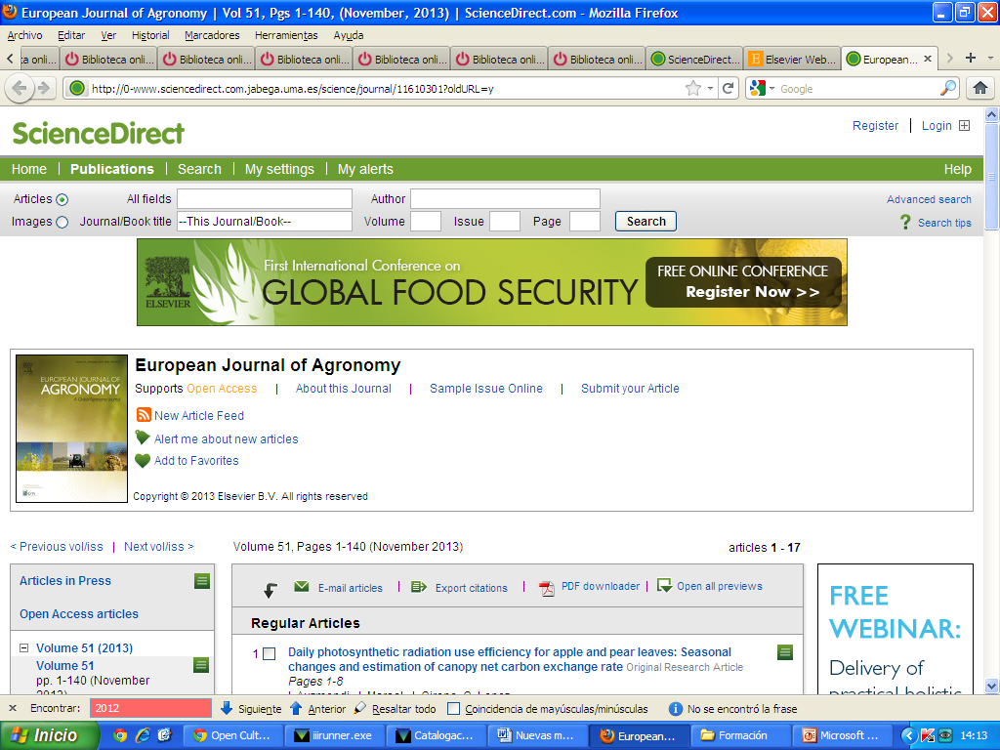 European Journal of Agronomy | Vol 51, Pgs 1-140, (November, 2013) | ScienceDirect.com - Mozilla Firefox
Archivo Editar Ver Historial Marcadores Herramientas Ayuda
ca onli... Biblioteca onli... Biblioteca onli... Biblioteca onli... Biblioteca onli... Biblioteca onli... Biblioteca onli... ScienceDirect... Elsevier Web... European...
http://0-www.sciencedirect.com.jabega.uma.es/science/journal/11610301?oldURL=y Google
ScienceDirect
Register | Login
Home | Publications | Search | My settings | My alerts Help
Articles All fields Author Advanced search
Images Journal/Book title --This Journal/Book-- Volume Issue Page Search ? Search tips
First International Conference on
GLOBAL FOOD SECURITY
ELSEVIER
FREE ONLINE CONFERENCE
Register Now >>
EUROPEAN JOURNAL OF
AGRONOMY
European Journal of Agronomy
Supports Open Access | About this Journal | Sample Issue Online | Submit your Article
New Article Feed
Alert me about new articles
Add to Favorites
Copyright © 2013 Elsevier B.V. All rights reserved
< Previous vol/iss | Next vol/iss > Volume 51, Pages 1-140 (November 2013) articles 1 - 17
Articles in Press
Open Access articles
Volume 51 (2013)
Volume 51
pp. 1-140 (November
2013)
E-mail articles | Export citations | PDF downloader | Open all previews
Regular Articles
1 Daily photosynthetic radiation use efficiency for apple and pear leaves: Seasonal
changes and estimation of canopy net carbon exchange rate Original Research Article
Pages 1-8
FREE
WEBINAR:
Delivery of
practical holistic
Encontrar: 2012 Siguiente Anterior Resaltar todo Coincidencia de mayúsculas/minúsculas No se encontró la frase
Inicio Open Cult... iiirunner.exe Catalogac... Nuevas m... European... Formación Microsoft ... 14:13